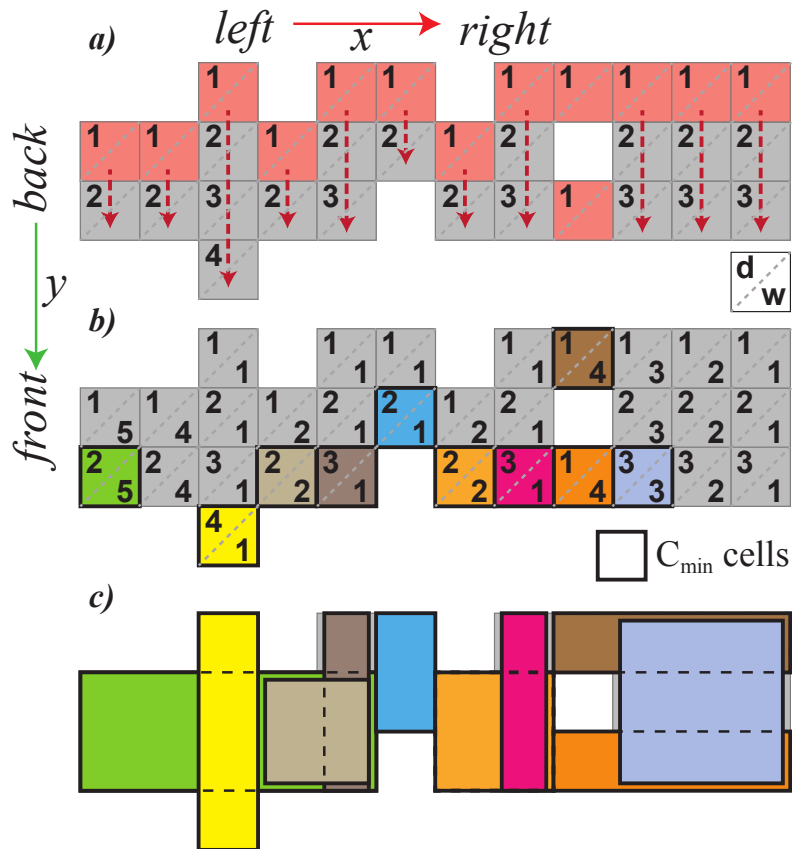 left x right
a)
1 1 1 1 1 1 1 1
1 1 2 1 2 2 1 2 2 2 2
2 2 3 2 3 2 3 1 3 3 3
4
back
y
front
d
w
b)
1 1 1 1 1 1 1 1
1 1 1 1 4 3 2 1
1 1 2 1 2 2 1 2 2 2 2
5 4 1 2 1 1 2 1 3 2 1
2 2 3 2 3 2 3 1 3 3 3
5 4 1 2 1 2 1 4 3 2 1
4
1
Cmin cells
c)